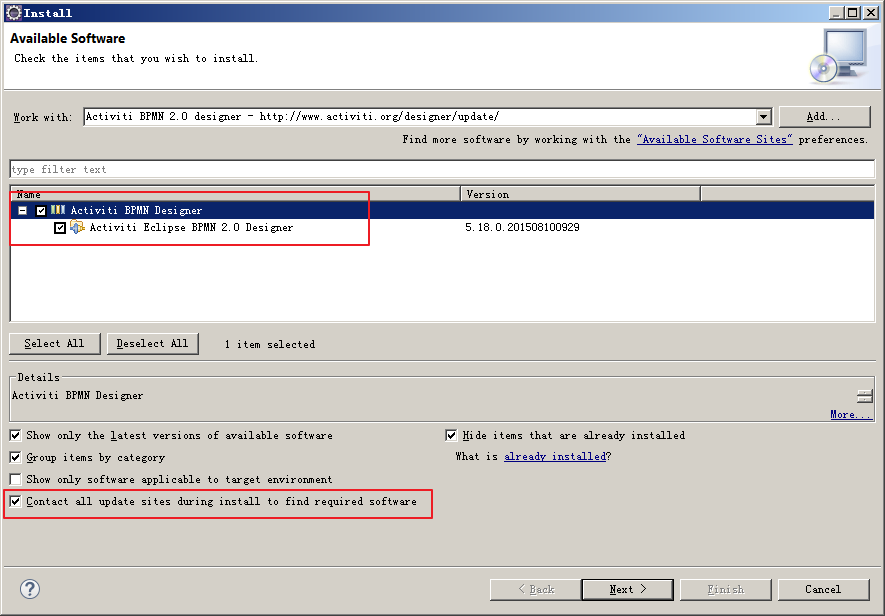 Install
Available Software
Check the items that you wish to install.
Work with: Activiti BPMN 2.0 designer - http://www.activiti.org/designer/update/ Add...
Find more software by working with the "Available Software Sites" preferences.
type filter text
Name Version
Activiti BPMN Designer
Activiti Eclipse BPMN 2.0 Designer 5.18.0.201508100929
Select All Deselect All 1 item selected
Details
Activiti BPMN Designer
More...
Show only the latest versions of available software Hide items that are already installed
Group items by category What is already installed?
Show only software applicable to target environment
Contact all update sites during install to find required software
? < Back Next > Finish Cancel